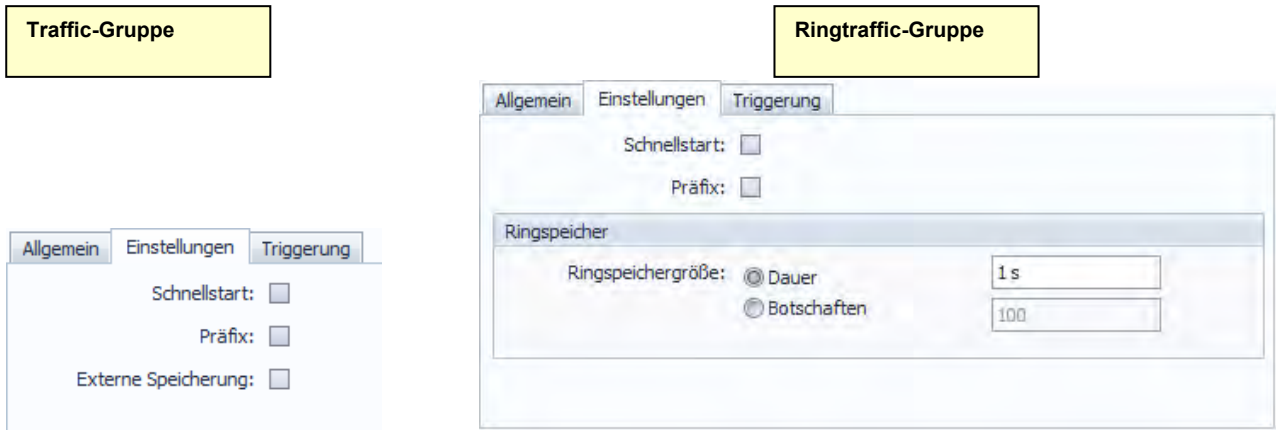 Traffic-Gruppe
Ringtraffic-Gruppe
Allgemein Einstellungen Triggerung
Schnellstart:
Präfix:
Ringspeicher
Ringspeichergröße: Dauer 1 s
Botschaften 100
Allgemein Einstellungen Triggerung
Schnellstart:
Präfix:
Externe Speicherung: